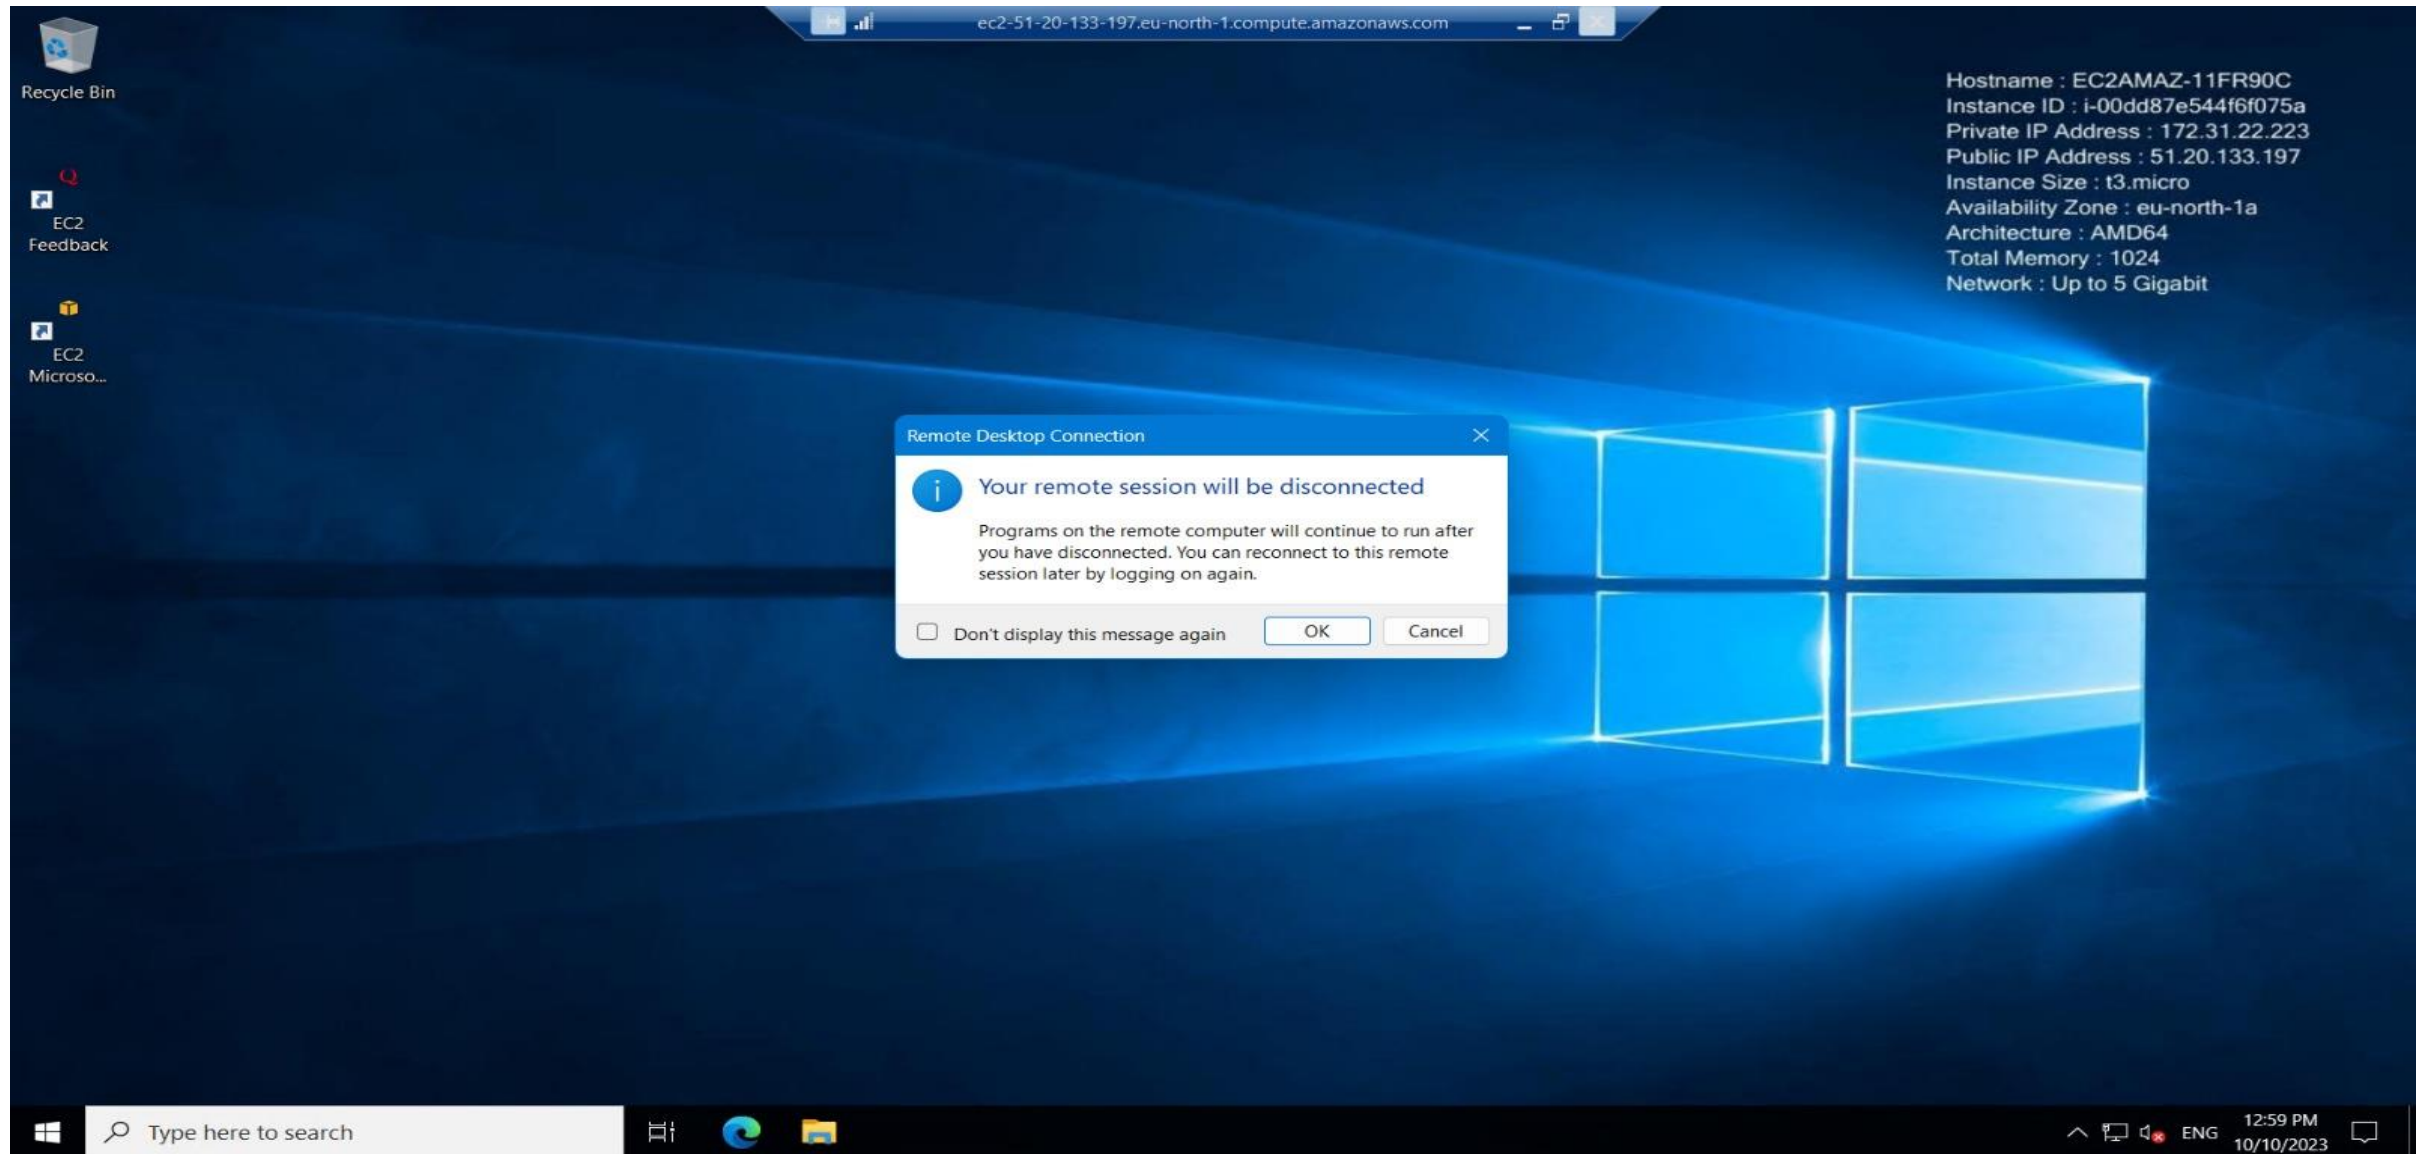 ec2-51-20-133-197.eu-north-1.compute.amazonaws.com
Recycle Bin
EC2
Feedback
EC2
Microso...
Hostname : EC2AMAZ-11FR90C
Instance ID : i-00dd87e544f6f075a
Private IP Address : 172.31.22.223
Public IP Address : 51.20.133.197
Instance Size : t3.micro
Availability Zone : eu-north-1a
Architecture : AMD64
Total Memory : 1024
Network : Up to 5 Gigabit
Remote Desktop Connection
Your remote session will be disconnected
Programs on the remote computer will continue to run after
you have disconnected. You can reconnect to this remote
session later by logging on again.
Don't display this message again
OK
Cancel
Type here to search
ENG
12:59 PM
10/10/2023